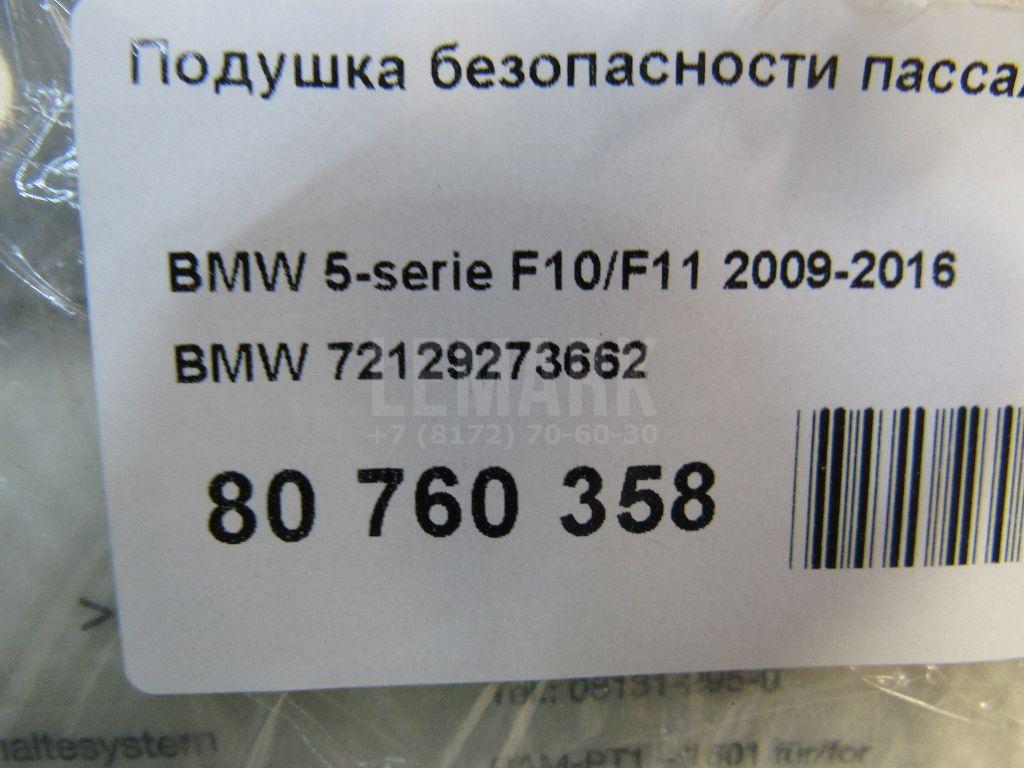 Подушка безопасности
BMW 5-serie F10/F11 2009-2016
BMW 72129273662
LEMARK
+7 (8172) 70-60-30
80 760 358
>